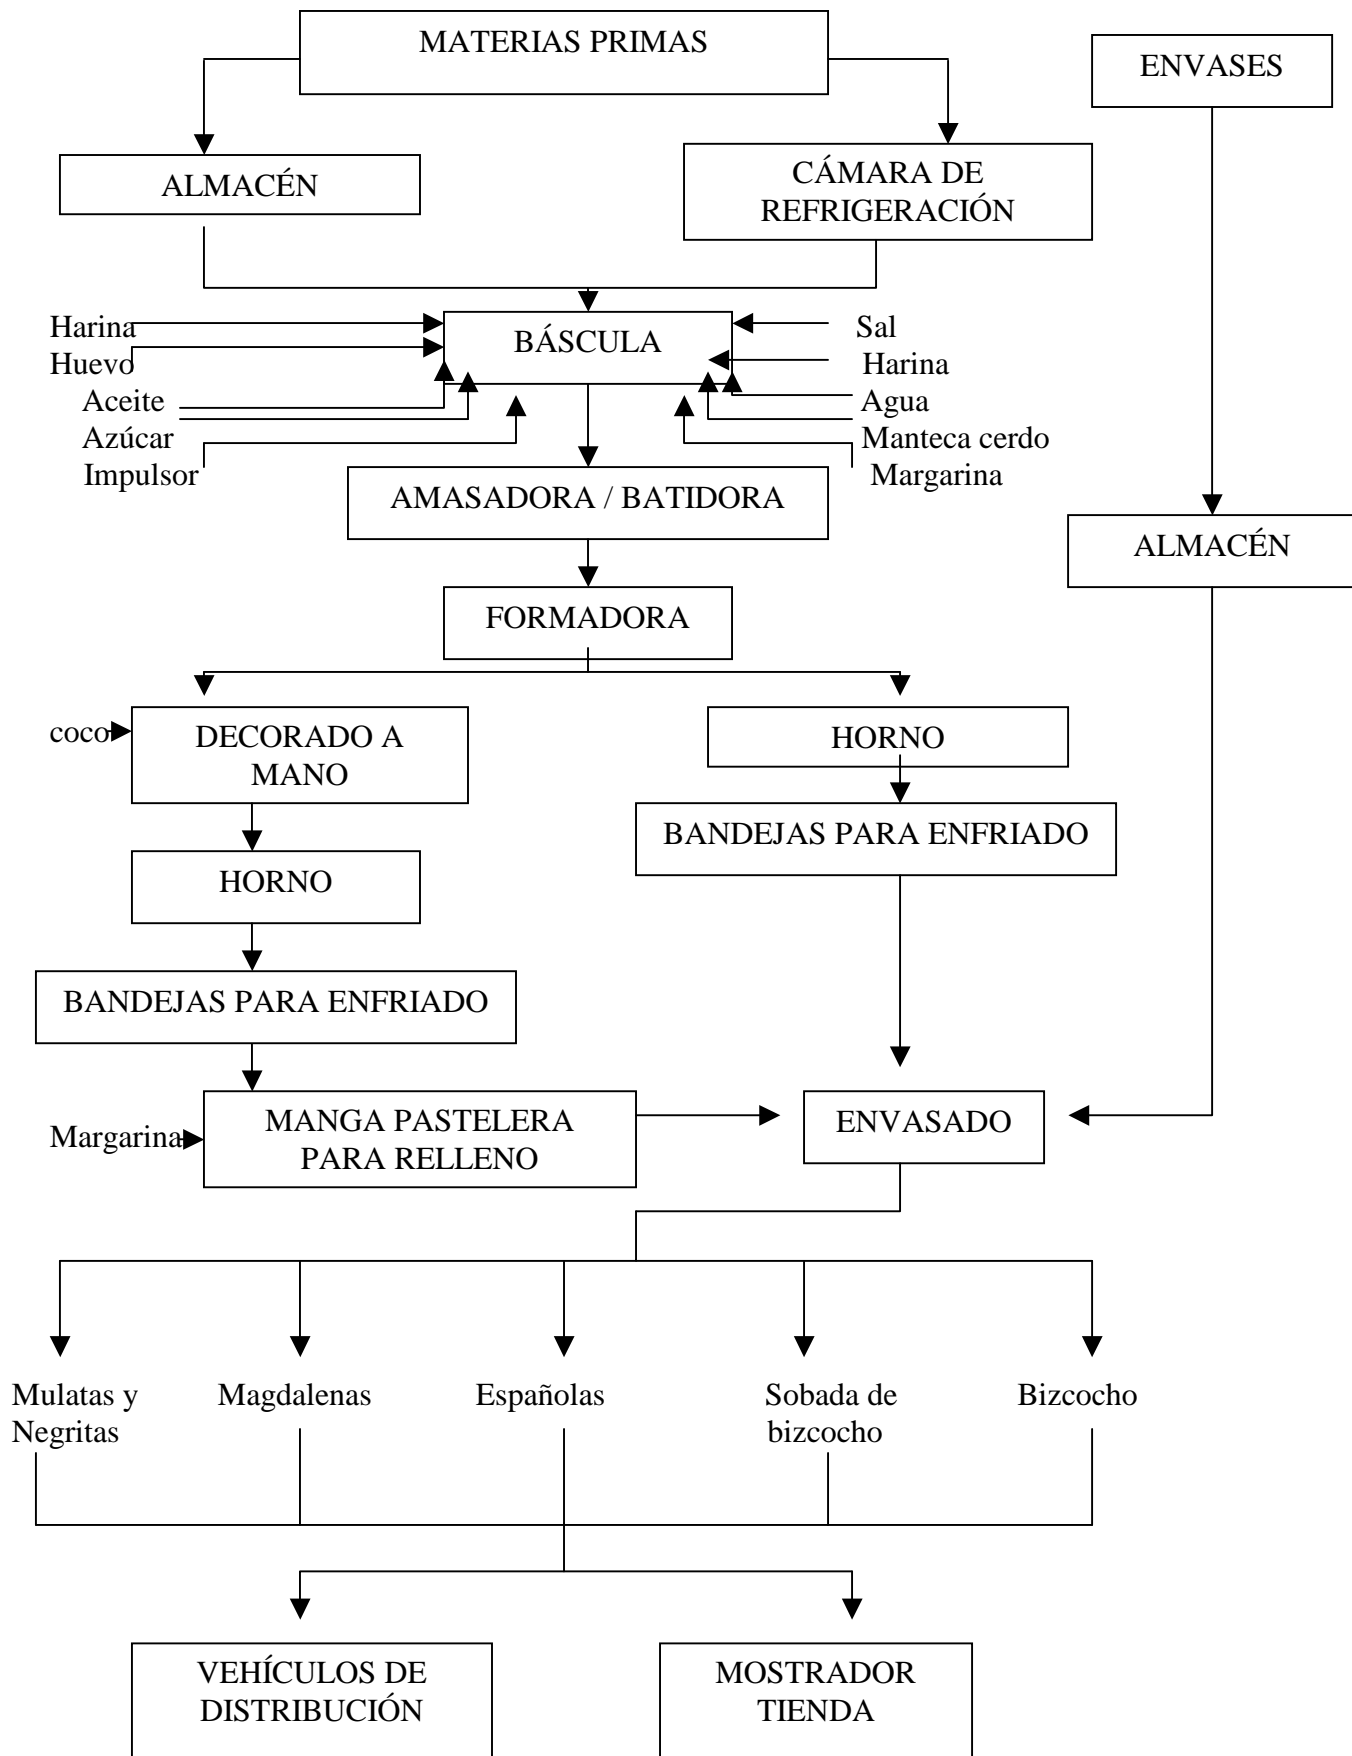 MATERIAS PRIMAS
ENVASES
ALMACÉN
CÁMARA DE
REFRIGERACIÓN
Harina
Huevo
Aceite
Azúcar
Impulsor
BÁSCULA
Sal
Harina
Agua
Manteca cerdo
Margarina
AMASADORA / BATIDORA
ALMACÉN
FORMADORA
coco
DECORADO A
MANO
HORNO
BANDEJAS PARA ENFRIADO
HORNO
BANDEJAS PARA ENFRIADO
Margarina
MANGA PASTELERA
PARA RELLENO
ENVASADO
Mulatas y
Negritas
Magdalenas
Españolas
Sobada de
bizcocho
Bizcocho
VEHÍCULOS DE
DISTRIBUCIÓN
MOSTRADOR
TIENDA